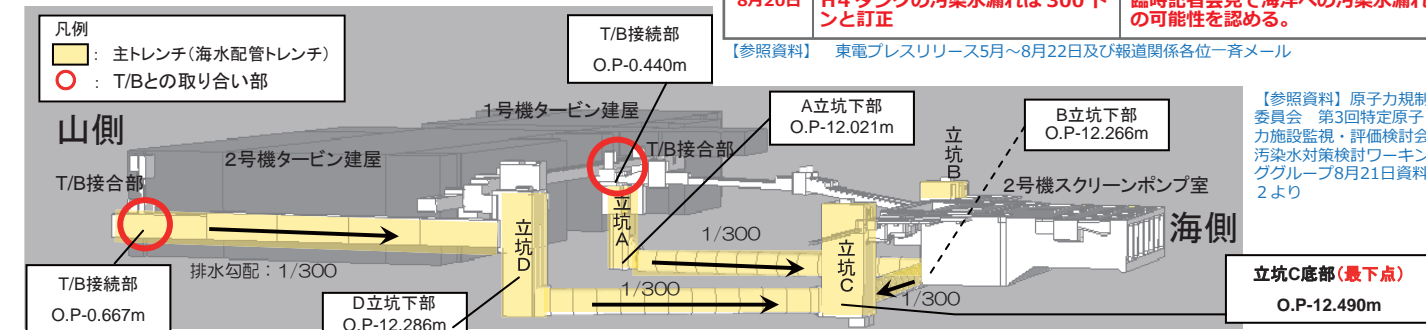 8月20日
H4タンクの汚染水漏れは300ト
ンと訂正
臨時記者会見で海洋への汚染水漏れ
の可能性を認める。
【参照資料】 東電プレスリリース5月～8月22日及び報道関係各位一斉メール
凡例
： 主トレンチ(海水配管トレンチ)
： T/Bとの取り合い部
T/B接続部
O.P-0.440m
【参照資料】原子力規制
委員会 第3回特定原子
力施設監視・評価検討会
汚染水対策検討ワーキン
ググループ8月21日資料
2より
山側
1号機タービン建屋
2号機タービン建屋
T/B接合部
T/B接合部
A立坑下部
O.P-12.021m
B立坑下部
O.P-12.266m
立坑B
2号機スクリーンポンプ室
海側
立坑A
立坑D
立坑C
1/300
1/300
1/300
排水勾配：1/300
T/B接続部
O.P-0.667m
D立坑下部
O.P-12.286m
立坑C底部(最下点)
O.P-12.490m